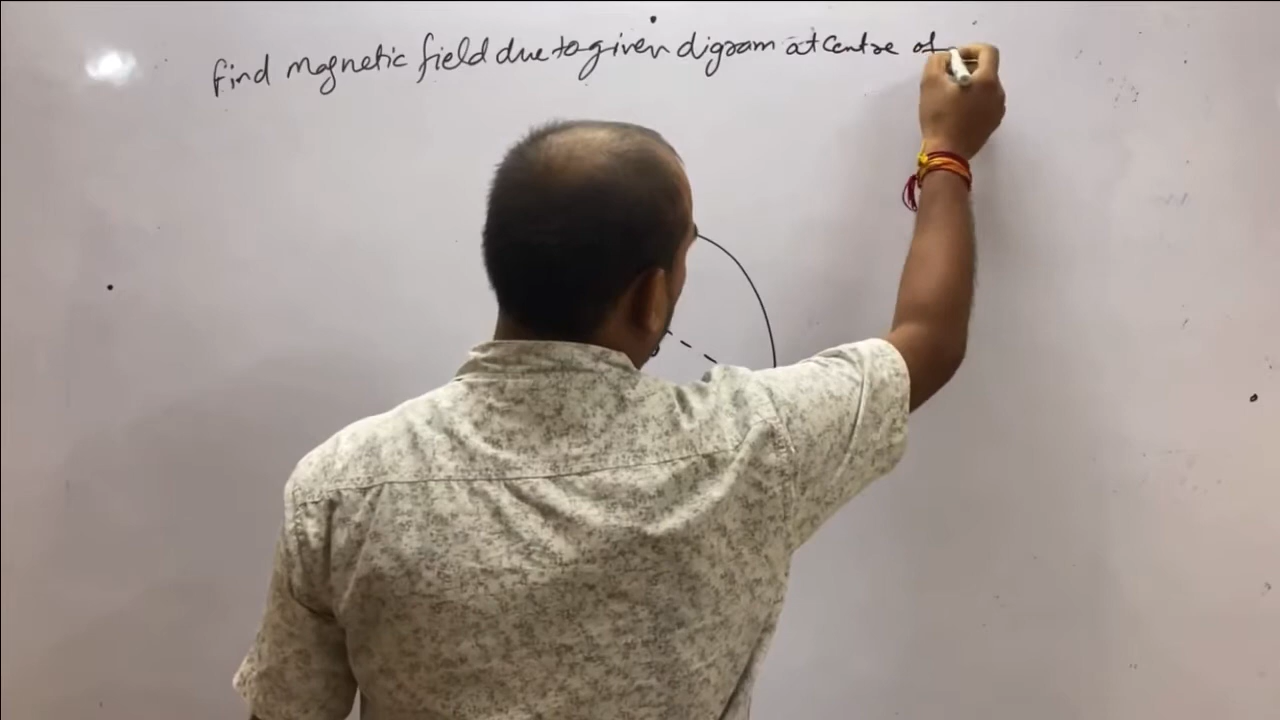 find magnetic field due to given digram at centre of